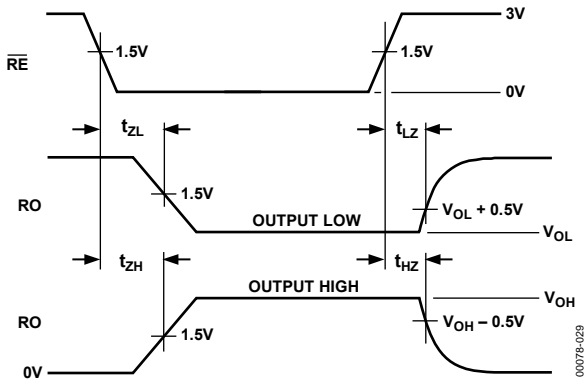 3V
RE
1.5V
1.5V
0V
tZL
tLZ
RO
1.5V
OUTPUT LOW
VOL + 0.5V
VOL
tZH
tHZ
OUTPUT HIGH
VOH
RO
1.5V
VOH – 0.5V
0V
00078-029